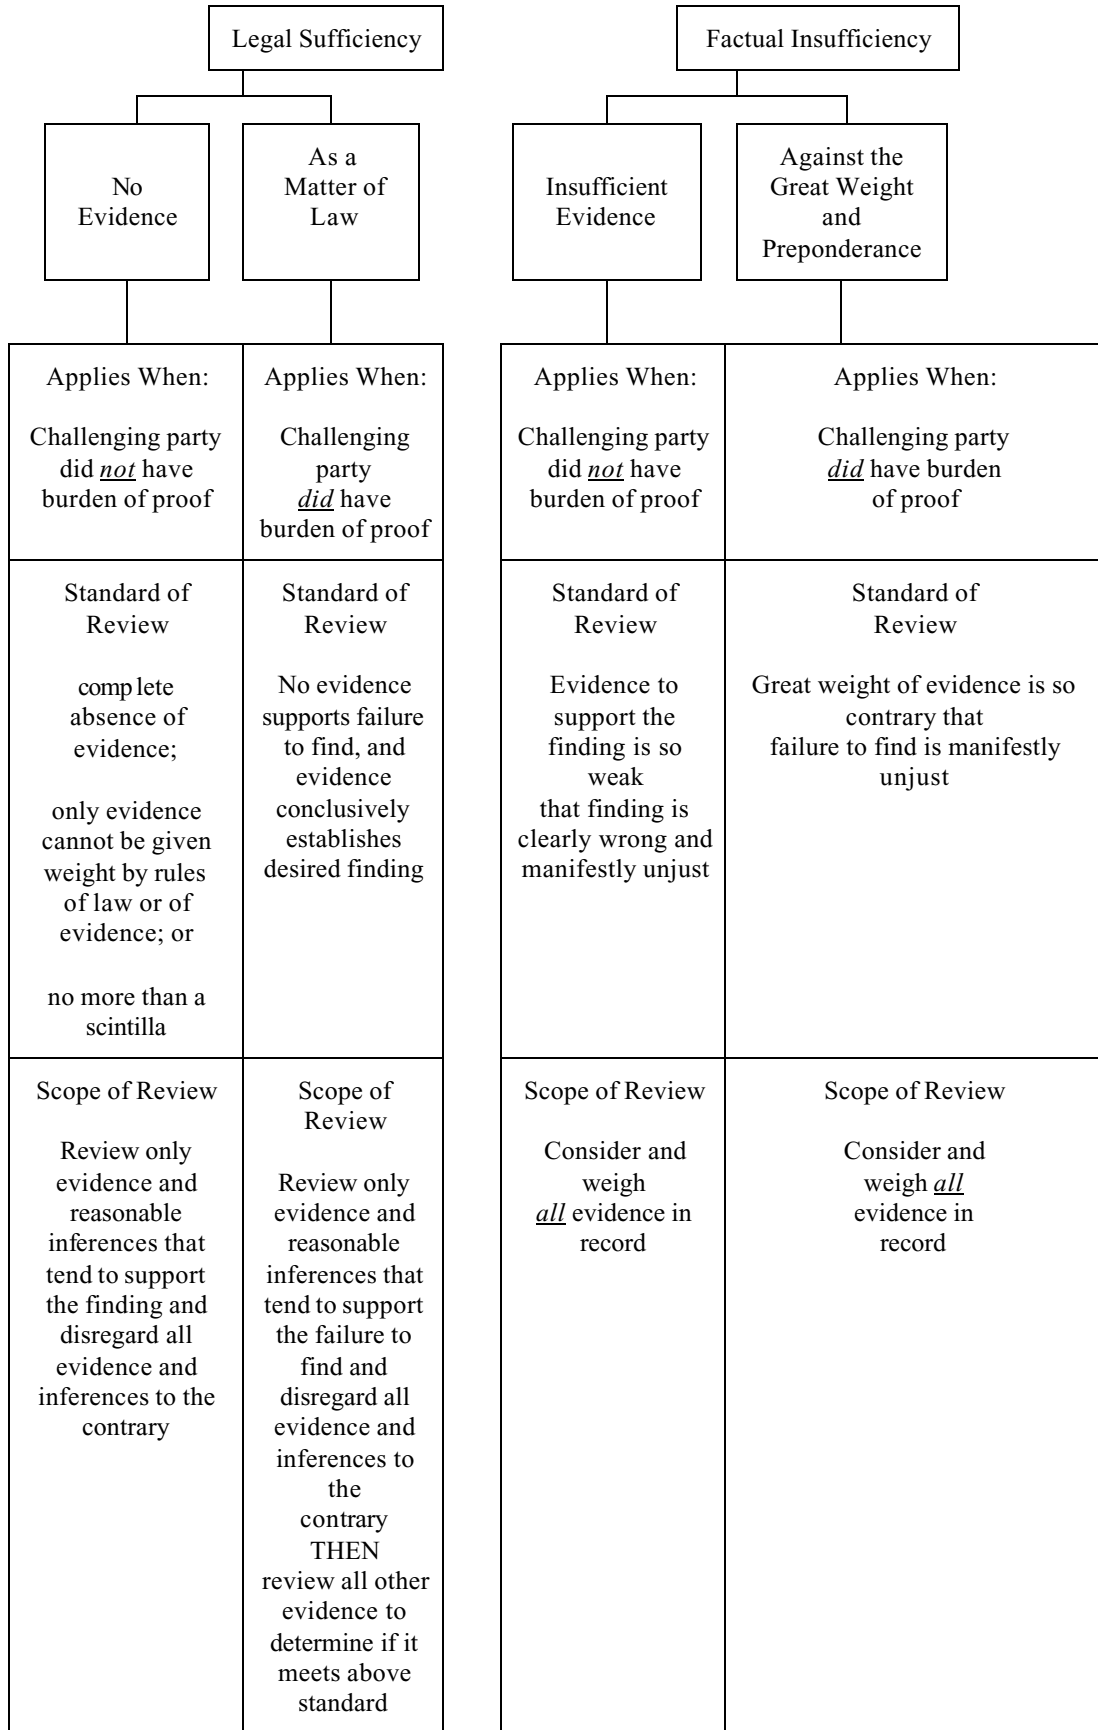 Legal Sufficiency
Factual Insufficiency
No
Evidence
As a
Matter of
Law
Insufficient
Evidence
Against the
Great Weight
and
Preponderance
Applies When:
Challenging party
did not have
burden of proof
Applies When:
Challenging
party
did have
burden of proof
Applies When:
Challenging party
did not have
burden of proof
Applies When:
Challenging party
did have burden
of proof
Standard of
Review
complete
absence of
evidence;
only evidence
cannot be given
weight by rules
of law or of
evidence; or
no more than a
scintilla
Standard of
Review
No evidence
supports failure
to find, and
evidence
conclusively
establishes
desired finding
Standard of
Review
Evidence to
support the
finding is so
weak
that finding is
clearly wrong and
manifestly unjust
Standard of
Review
Great weight of evidence is so
contrary that
failure to find is manifestly
unjust
Scope of Review
Review only
evidence and
reasonable
inferences that
tend to support
the finding and
disregard all
evidence and
inferences to the
contrary
Scope of
Review
Review only
evidence and
reasonable
inferences that
tend to support
the failure to
find and
disregard all
evidence and
inferences to
the
contrary
THEN
review all other
evidence to
determine if it
meets above
standard
Scope of Review
Consider and
weigh
all evidence in
record
Scope of Review
Consider and
weigh all
evidence in
record